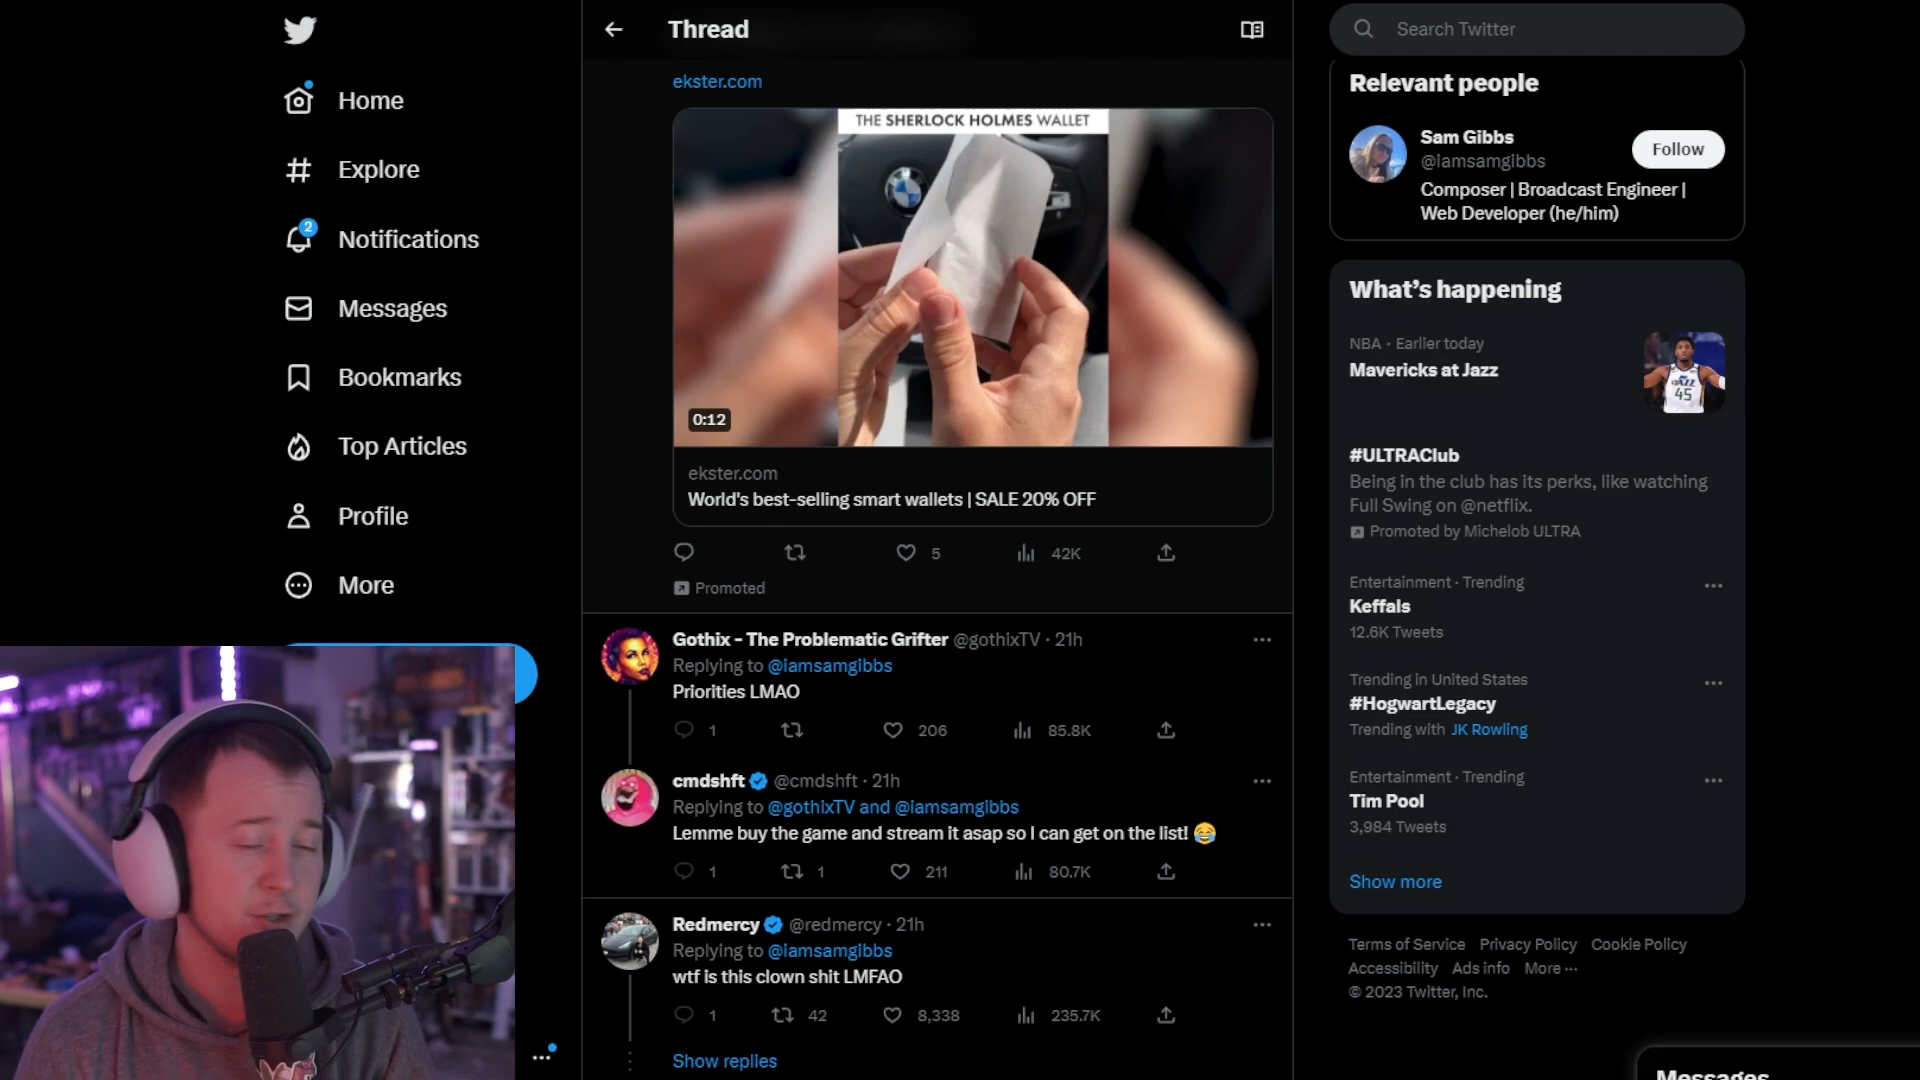 Home
Explore
2
Notifications
Messages
Bookmarks
Top Articles
Profile
More
Thread
ekster.com
THE SHERLOCK HOLMES WALLET
0:12
ekster.com
World's best-selling smart wallets | SALE 20% OFF
5
42K
Promoted
Gothix - The Problematic Grifter @gothixTV · 21h
Replying to @iamsamgibbs
Priorities LMAO
1 206 85.8K
cmdshft @cmdshft · 21h
Replying to @gothixTV and @iamsamgibbs
Lemme buy the game and stream it asap so I can get on the list! 😂
1 1 211 80.7K
Redmercy @redmercy · 21h
Replying to @iamsamgibbs
wtf is this clown shit LMFAO
1 42 8,338 235.7K
Show replies
Search Twitter
Relevant people
Sam Gibbs
@iamsamgibbs
Follow
Composer | Broadcast Engineer |
Web Developer (he/him)
What's happening
NBA · Earlier today
Mavericks at Jazz
JAZZ
45
#ULTRAClub
Being in the club has its perks, like watching
Full Swing on @netflix.
Promoted by Michelob ULTRA
Entertainment · Trending
Keffals
12.6K Tweets
Trending in United States
#HogwartLegacy
Trending with JK Rowling
Entertainment · Trending
Tim Pool
3,984 Tweets
Show more
Terms of Service Privacy Policy Cookie Policy
Accessibility Ads info More ···
© 2023 Twitter, Inc.
Messages